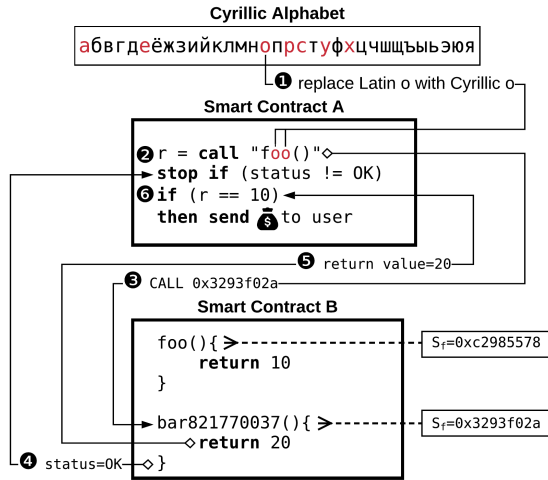 Cyrillic Alphabet
абвгдеёжзийклмнопрстуфхцчшщъыьэюя
❶ replace Latin o with Cyrillic o
Smart Contract A
❷ r = call "fоо()"
stop if (status != OK)
❻ if (r == 10)
then send to user
❺ return value=20
❸ CALL 0x3293f02a
Smart Contract B
foo(){
Sf=0xc2985578
return 10
}
bar821770037(){
Sf=0x3293f02a
return 20
❹ status=OK
}